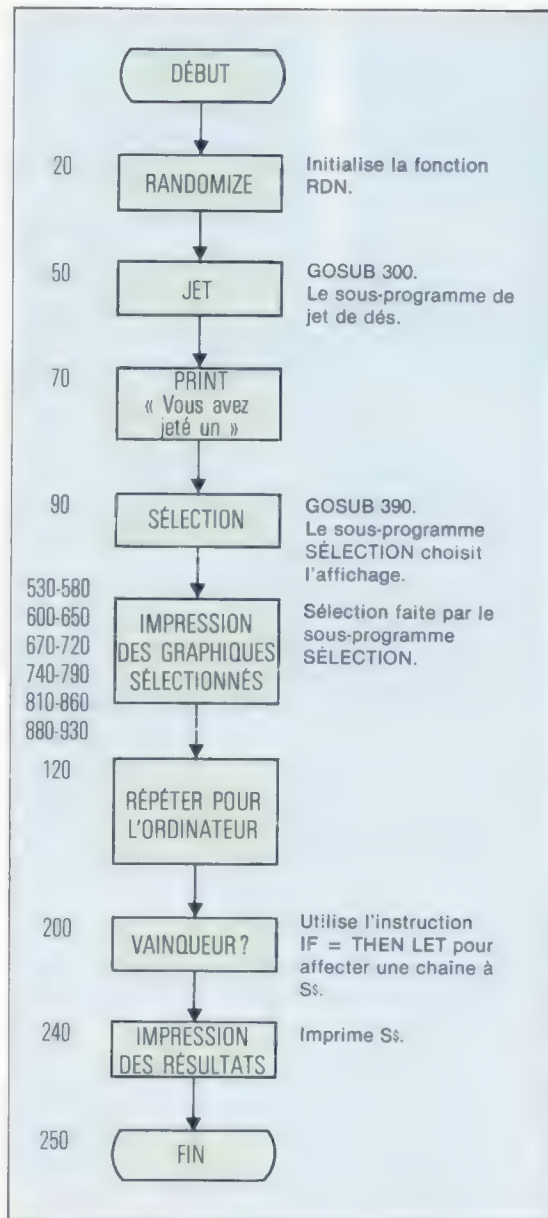 DÉBUT
20
RANDOMIZE
Initialise la fonction
RDN.
50
JET
GOSUB 300.
Le sous-programme de
jet de dés.
70
PRINT
« Vous avez
jeté un »
90
SÉLECTION
GOSUB 390.
Le sous-programme
SÉLECTION choisit
l'affichage.
530-580
600-650
670-720
740-790
810-860
880-930
IMPRESSION
DES GRAPHIQUES
SÉLECTIONNÉS
Sélection faite par le
sous-programme
SÉLECTION.
120
RÉPÉTER POUR
L'ORDINATEUR
200
VAINQUEUR?
Utilise l'instruction
IF = THEN LET pour
affecter une chaîne à
S$.
240
IMPRESSION
DES RÉSULTATS
Imprime S$.
250
FIN